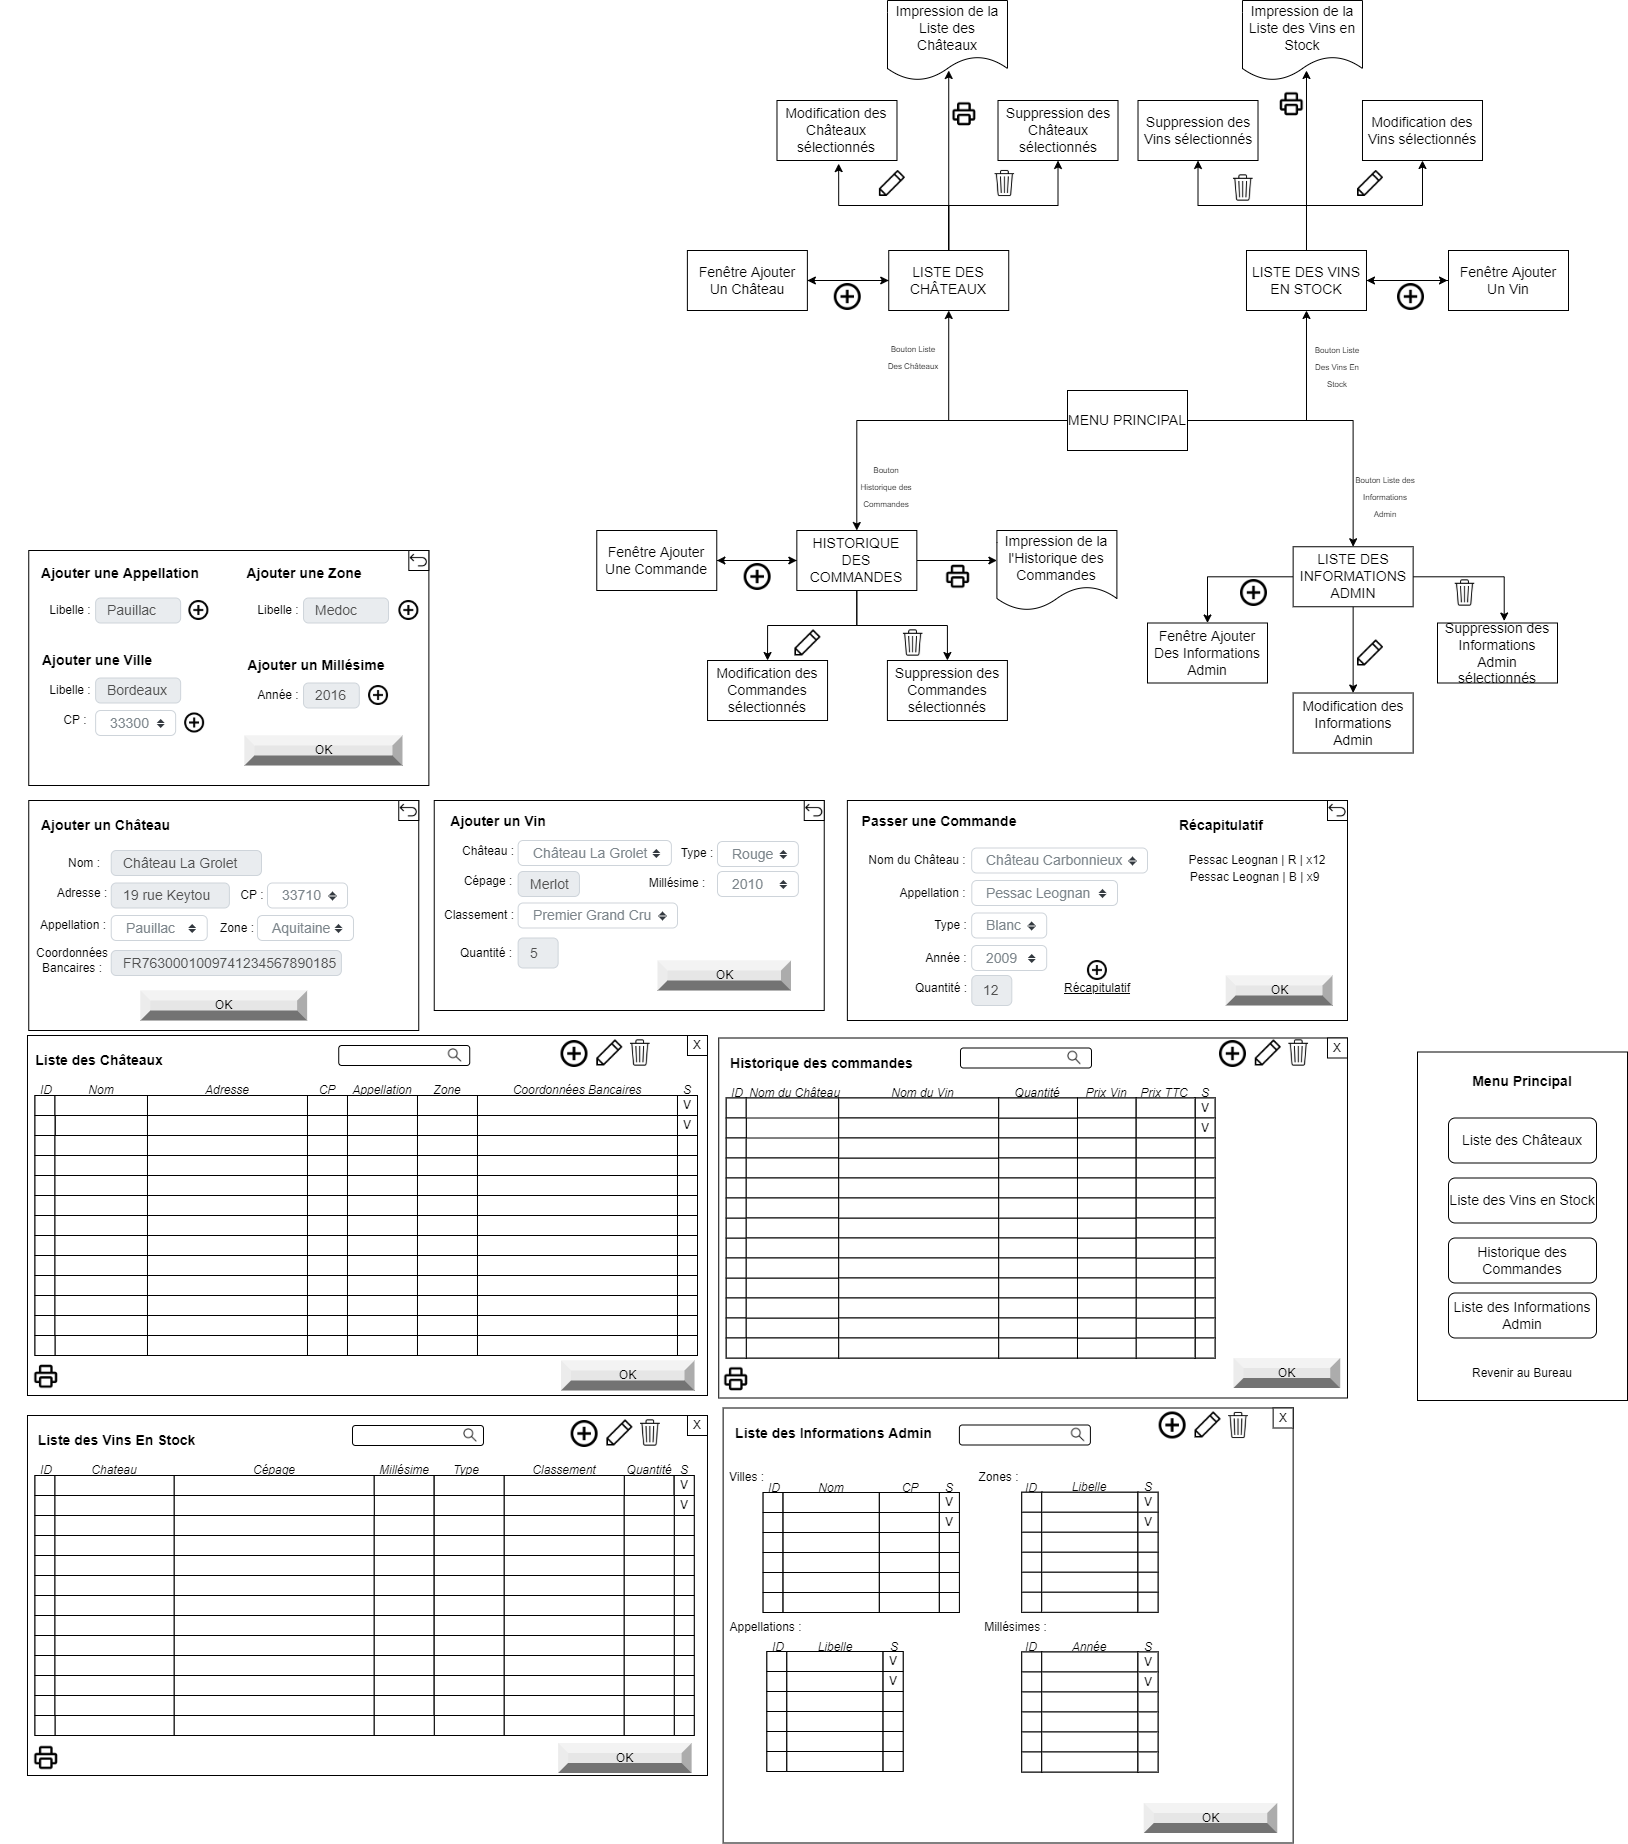 Impression de la
Liste des
Châteaux
Impression de la
Liste des Vins en
Stock
Modification des
Châteaux
sélectionnés
Suppression des
Châteaux
sélectionnés
Suppression des
Vins sélectionnés
Modification des
Vins sélectionnés
Fenêtre Ajouter
Un Château
LISTE DES
CHÂTEAUX
LISTE DES VINS
EN STOCK
Fenêtre Ajouter
Un Vin
Bouton Liste
Des Châteaux
Bouton Liste
Des Vins En
Stock
MENU PRINCIPAL
Bouton
Historique des
Commandes
Bouton Liste des
Informations
Admin
Fenêtre Ajouter
Une Commande
HISTORIQUE
DES
COMMANDES
Impression de la
l'Historique des
Commandes
LISTE DES
INFORMATIONS
ADMIN
Modification des
Commandes
sélectionnés
Suppression des
Commandes
sélectionnés
Fenêtre Ajouter
Des Informations
Admin
Suppression des
Informations
Admin
sélectionnés
Modification des
Informations
Admin
Ajouter une Appellation
Libelle : Pauillac
Ajouter une Zone
Libelle : Medoc
Ajouter une Ville
Libelle : Bordeaux
CP : 33300
Ajouter un Millésime
Année : 2016
OK
Ajouter un Château
Nom : Château La Grolet
Adresse : 19 rue Keytou CP : 33710
Appellation : Pauillac Zone : Aquitaine
Coordonnées
Bancaires : FR7630001009741234567890185
OK
Ajouter un Vin
Château : Château La Grolet Type : Rouge
Cépage : Merlot Millésime : 2010
Classement : Premier Grand Cru
Quantité : 5
OK
Passer une Commande
Nom du Château : Château Carbonnieux
Appellation : Pessac Leognan
Type : Blanc
Année : 2009
Quantité : 12
Récapitulatif
Récapitulatif
Pessac Leognan | R | x12
Pessac Leognan | B | x9
OK
Liste des Châteaux
X
ID Nom Adresse CP Appellation Zone Coordonnées Bancaires S
V
V
OK
Historique des commandes
X
ID Nom du Château Nom du Vin Quantité Prix Vin Prix TTC S
V
V
OK
Menu Principal
Liste des Châteaux
Liste des Vins en Stock
Historique des
Commandes
Liste des Informations
Admin
Revenir au Bureau
Liste des Vins En Stock
X
ID Chateau Cépage Millésime Type Classement Quantité S
V
V
OK
Liste des Informations Admin
X
Villes :
ID Nom CP S
V
V
Zones :
ID Libelle S
V
V
Appellations :
ID Libelle S
V
V
Millésimes :
ID Année S
V
V
OK